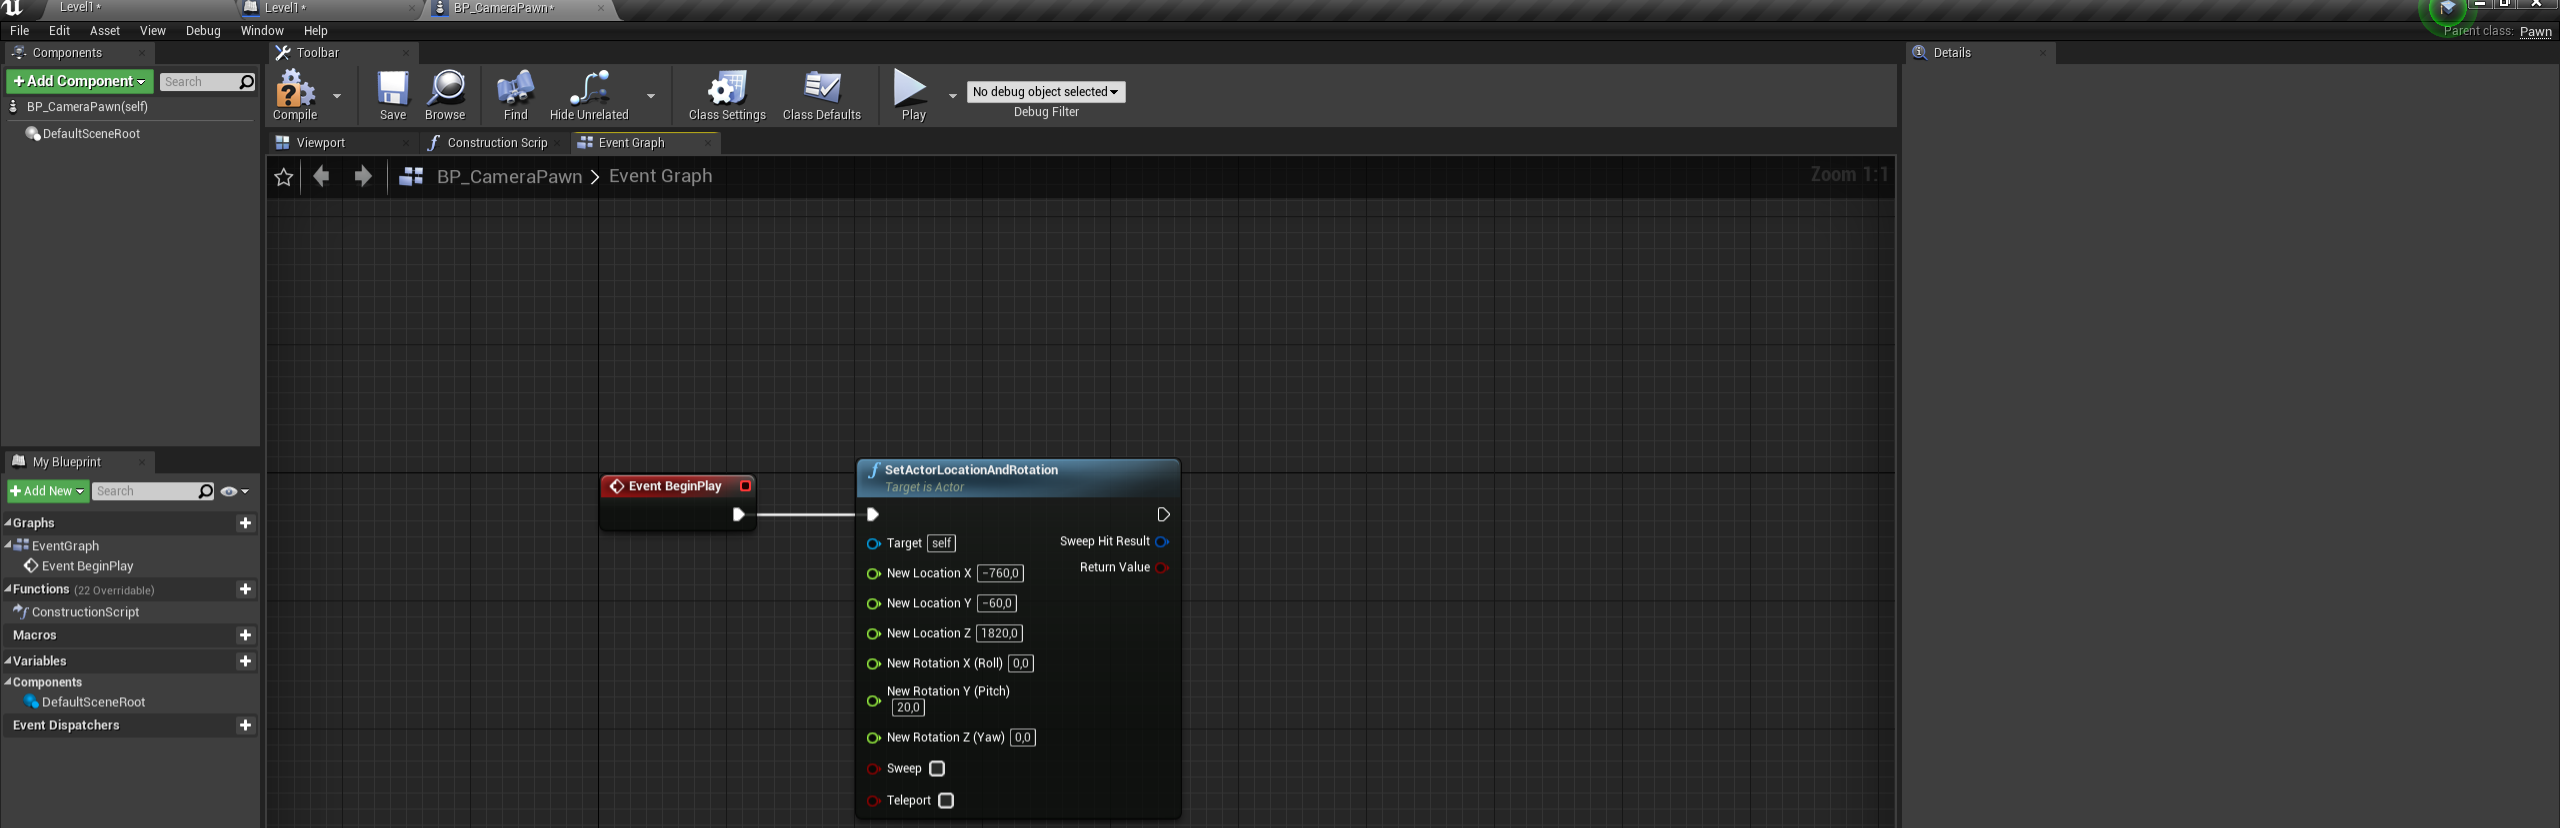 Level1*
Level1*
BP_CameraPawn*
File Edit Asset View Debug Window Help
Parent class: Pawn
Components
Toolbar
Details
+Add Component
Search
BP_CameraPawn(self)
DefaultSceneRoot
Compile
Save
Browse
Find
Hide Unrelated
Class Settings
Class Defaults
Play
No debug object selected
Debug Filter
Viewport
Construction Scrip
Event Graph
BP_CameraPawn > Event Graph
Zoom 1:1
My Blueprint
+Add New
Search
Graphs
EventGraph
Event BeginPlay
Functions (22 Overridable)
ConstructionScript
Macros
Variables
Components
DefaultSceneRoot
Event Dispatchers
Event BeginPlay
SetActorLocationAndRotation
Target is Actor
Target self
Sweep Hit Result
Return Value
New Location X -760,0
New Location Y -60,0
New Location Z 1820,0
New Rotation X (Roll) 0,0
New Rotation Y (Pitch)
20,0
New Rotation Z (Yaw) 0,0
Sweep
Teleport